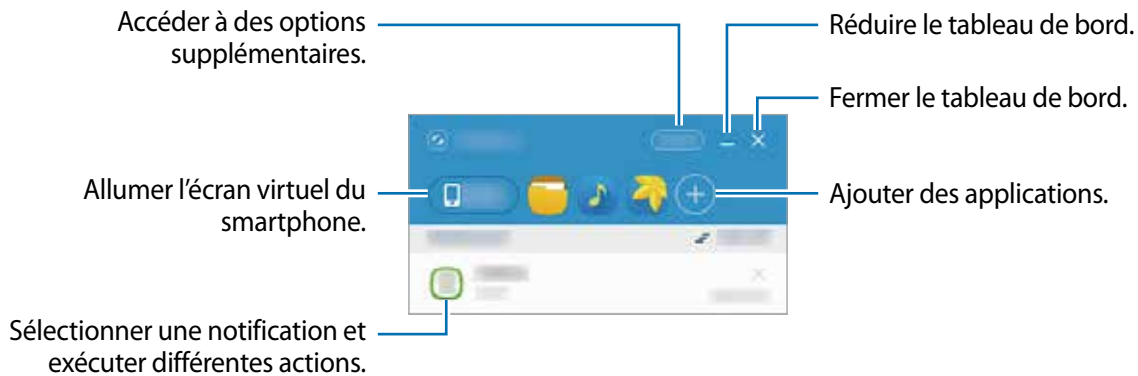 Accéder à des options
supplémentaires.
Réduire le tableau de bord.
Fermer le tableau de bord.
Allumer l’écran virtuel du
smartphone.
Ajouter des applications.
Sélectionner une notification et
exécuter différentes actions.